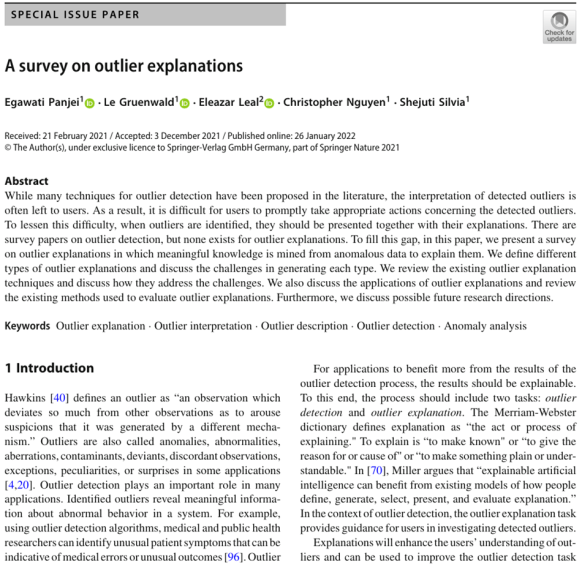 SPECIAL ISSUE PAPER
Check for
updates
A survey on outlier explanations
Egawati Panjei1 · Le Gruenwald1 · Eleazar Leal2 · Christopher Nguyen1 · Shejuti Silvia1
Received: 21 February 2021 / Accepted: 3 December 2021 / Published online: 26 January 2022
© The Author(s), under exclusive licence to Springer-Verlag GmbH Germany, part of Springer Nature 2021
Abstract
While many techniques for outlier detection have been proposed in the literature, the interpretation of detected outliers is
often left to users. As a result, it is difficult for users to promptly take appropriate actions concerning the detected outliers.
To lessen this difficulty, when outliers are identified, they should be presented together with their explanations. There are
survey papers on outlier detection, but none exists for outlier explanations. To fill this gap, in this paper, we present a survey
on outlier explanations in which meaningful knowledge is mined from anomalous data to explain them. We define different
types of outlier explanations and discuss the challenges in generating each type. We review the existing outlier explanation
techniques and discuss how they address the challenges. We also discuss the applications of outlier explanations and review
the existing methods used to evaluate outlier explanations. Furthermore, we discuss possible future research directions.
Keywords Outlier explanation · Outlier interpretation · Outlier description · Outlier detection · Anomaly analysis
1 Introduction
Hawkins [40] defines an outlier as “an observation which
deviates so much from other observations as to arouse
suspicions that it was generated by a different mecha-
nism.” Outliers are also called anomalies, abnormalities,
aberrations, contaminants, deviants, discordant observations,
exceptions, peculiarities, or surprises in some applications
[4,20]. Outlier detection plays an important role in many
applications. Identified outliers reveal meaningful informa-
tion about abnormal behavior in a system. For example,
using outlier detection algorithms, medical and public health
researchers can identify unusual patient symptoms that can be
indicative of medical errors or unusual outcomes [96]. Outlier
For applications to benefit more from the results of the
outlier detection process, the results should be explainable.
To this end, the process should include two tasks: outlier
detection and outlier explanation. The Merriam-Webster
dictionary defines explanation as “the act or process of
explaining." To explain is “to make known" or “to give the
reason for or cause of” or “to make something plain or under-
standable." In [70], Miller argues that “explainable artificial
intelligence can benefit from existing models of how people
define, generate, select, present, and evaluate explanation.”
In the context of outlier detection, the outlier explanation task
provides guidance for users in investigating detected outliers.
Explanations will enhance the users’ understanding of out-
liers and can be used to improve the outlier detection task